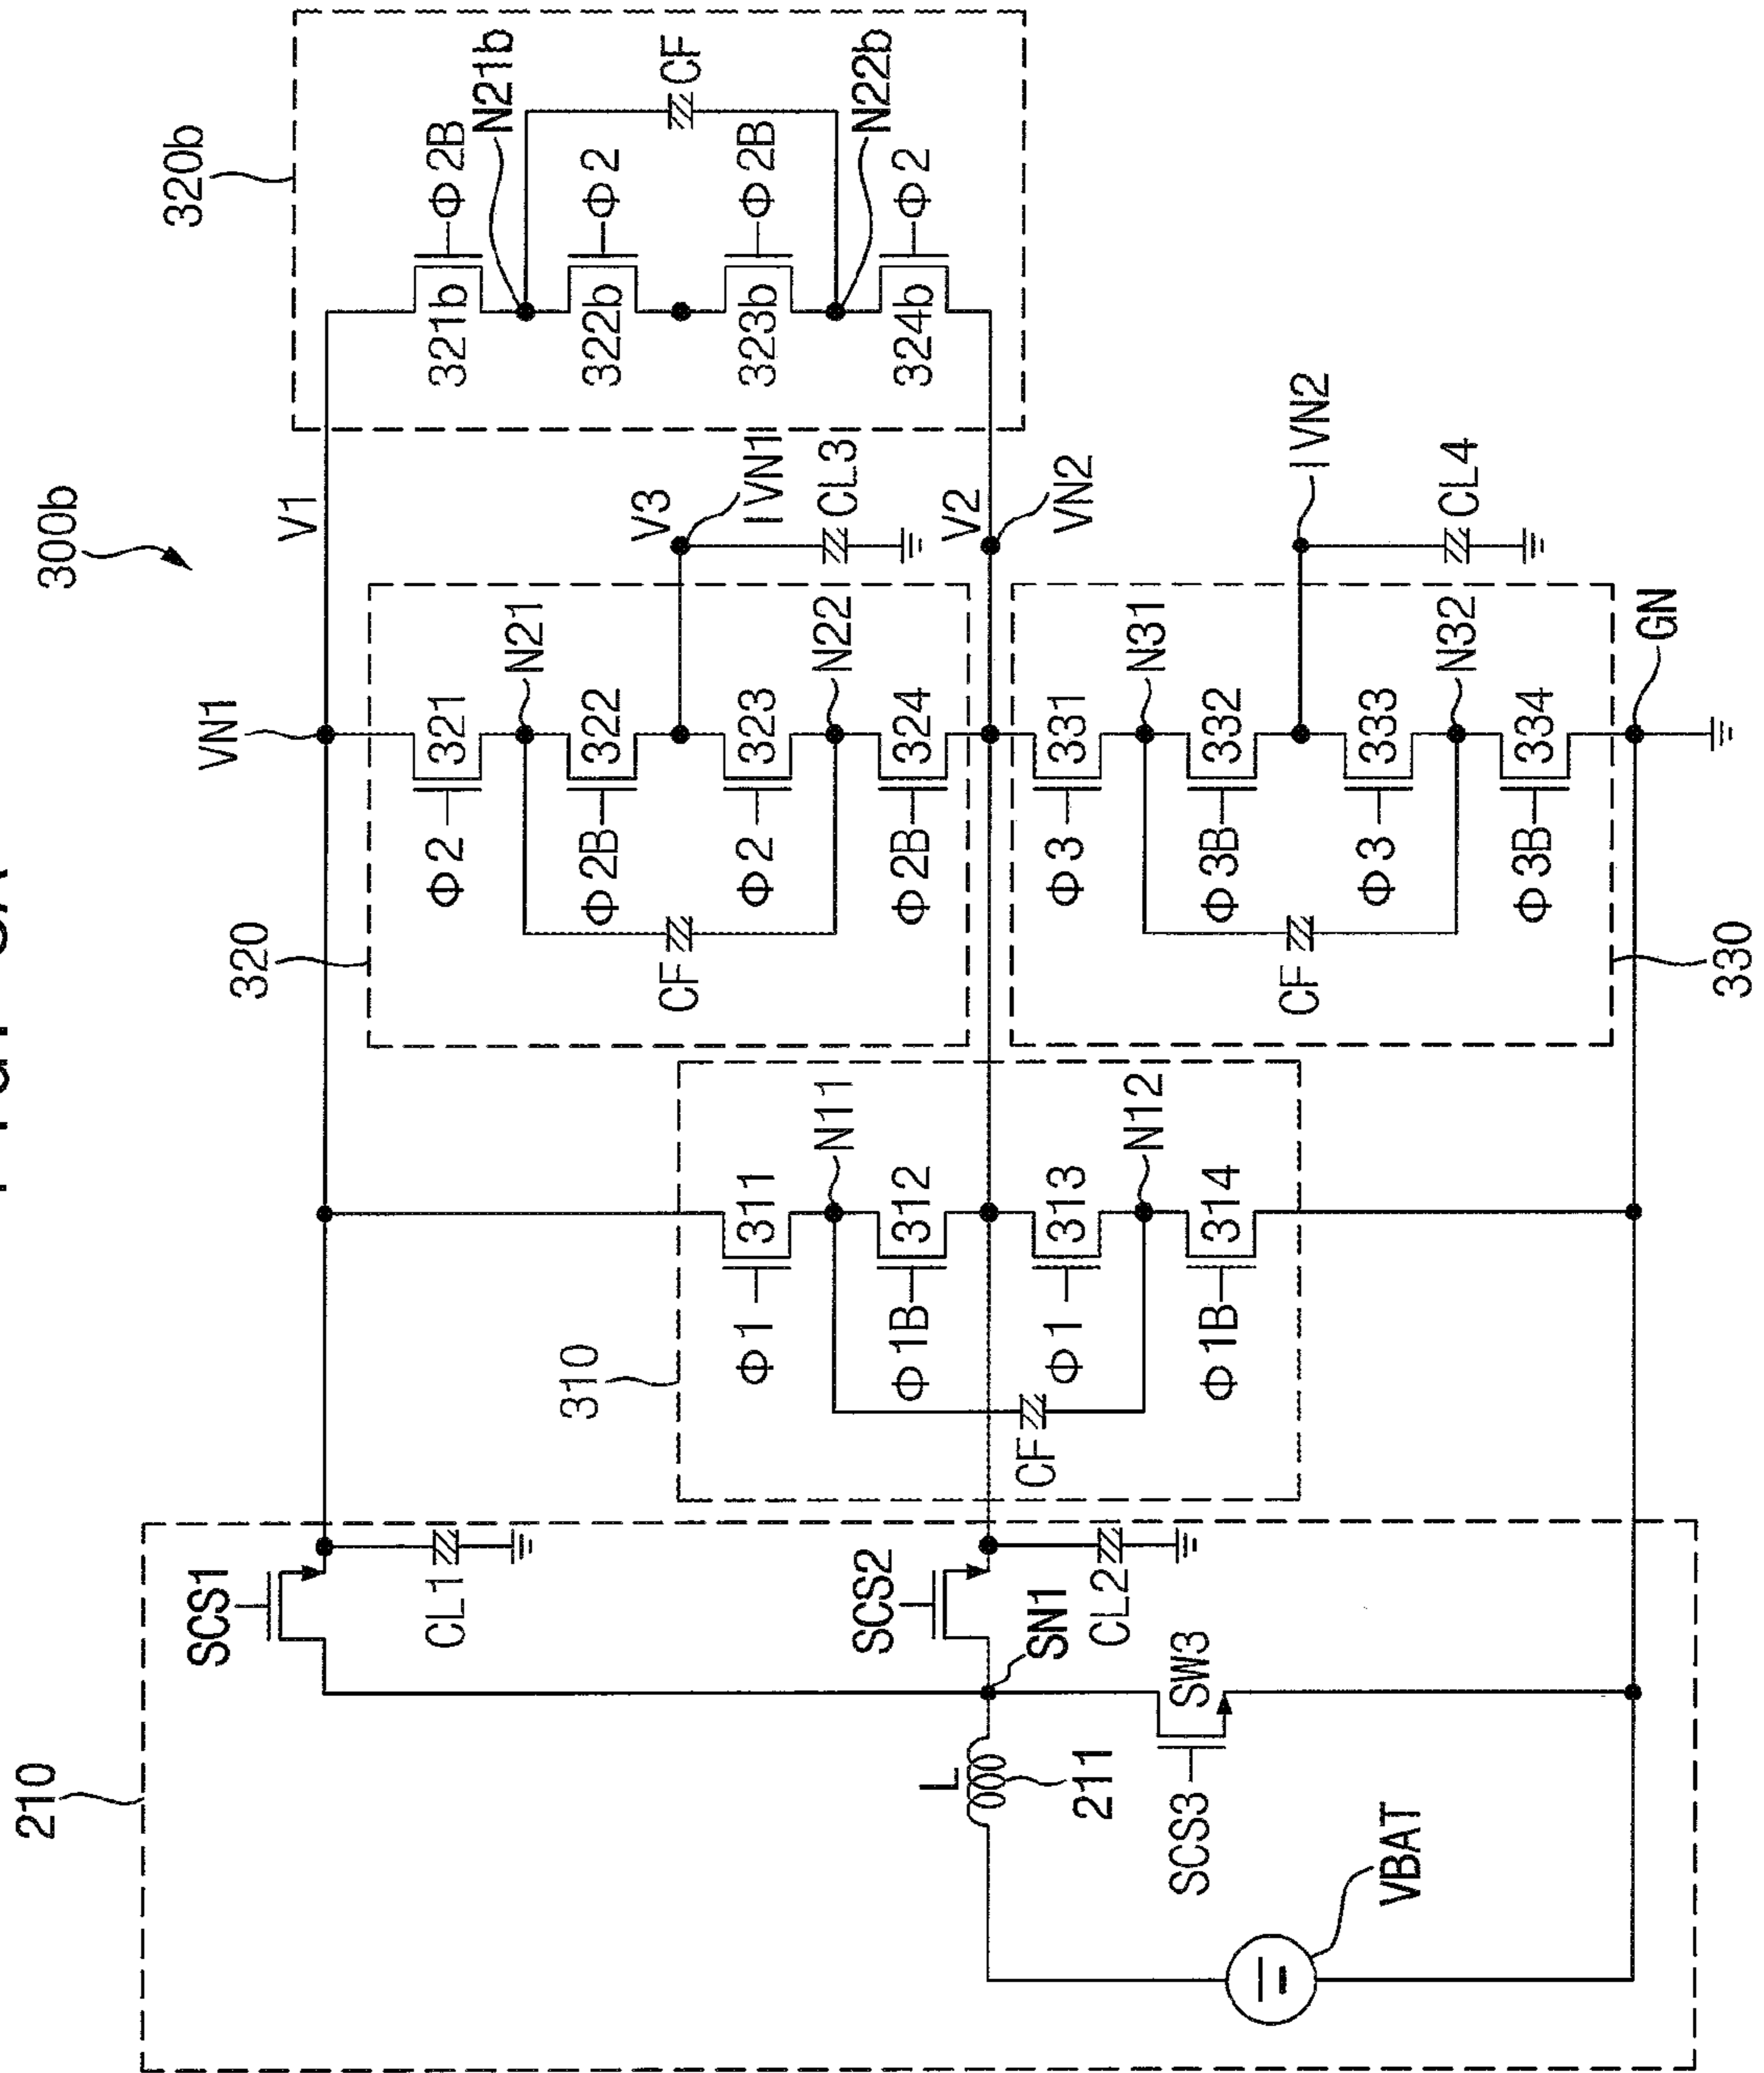 300b
210
SCS1
CL1
SCS2
SN1
CL2
L
211
SW3
SCS3
VBAT
310
Φ1
311
N11
Φ1B
312
CF
Φ1
313
N12
Φ1B
314
VN1
V1
320
Φ2
321
N21
Φ2B
322
CF
Φ2
323
N22
Φ2B
324
V3
IVN1
CL3
V2
VN2
320b
321b
Φ2B
N21b
322b
Φ2
CF
323b
Φ2B
N22b
324b
Φ2
330
Φ3
331
N31
Φ3B
332
CF
Φ3
333
N32
Φ3B
334
IVN2
CL4
GN